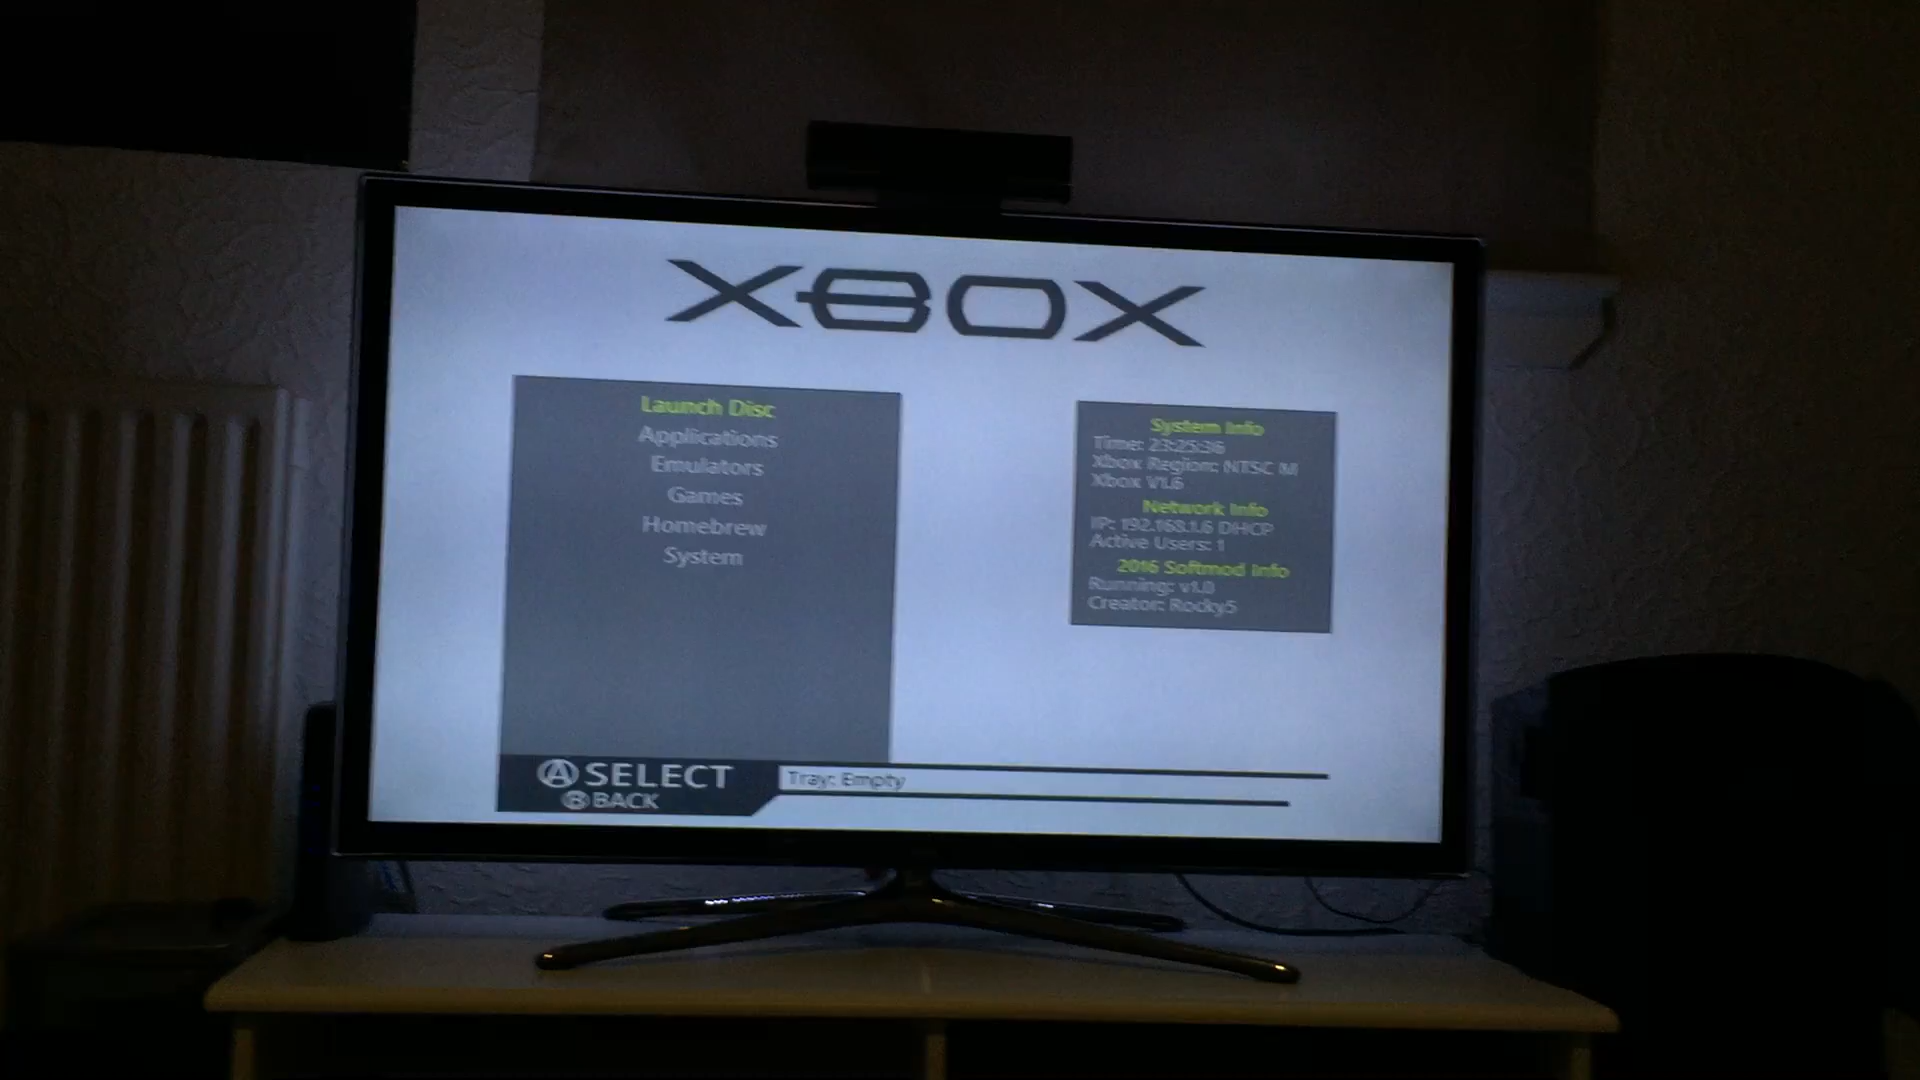 XBOX
Launch Disc
Applications
Emulators
Games
Homebrew
System
System Info
Time: 23:25:36
Xbox Region: NTSC M
Xbox V1.6
Network Info
IP: 192.168.1.6 DHCP
Active Users: 1
2016 Softmod Info
Running: v1.0
Creator: Rocky5
A SELECT
B BACK
Tray: Empty